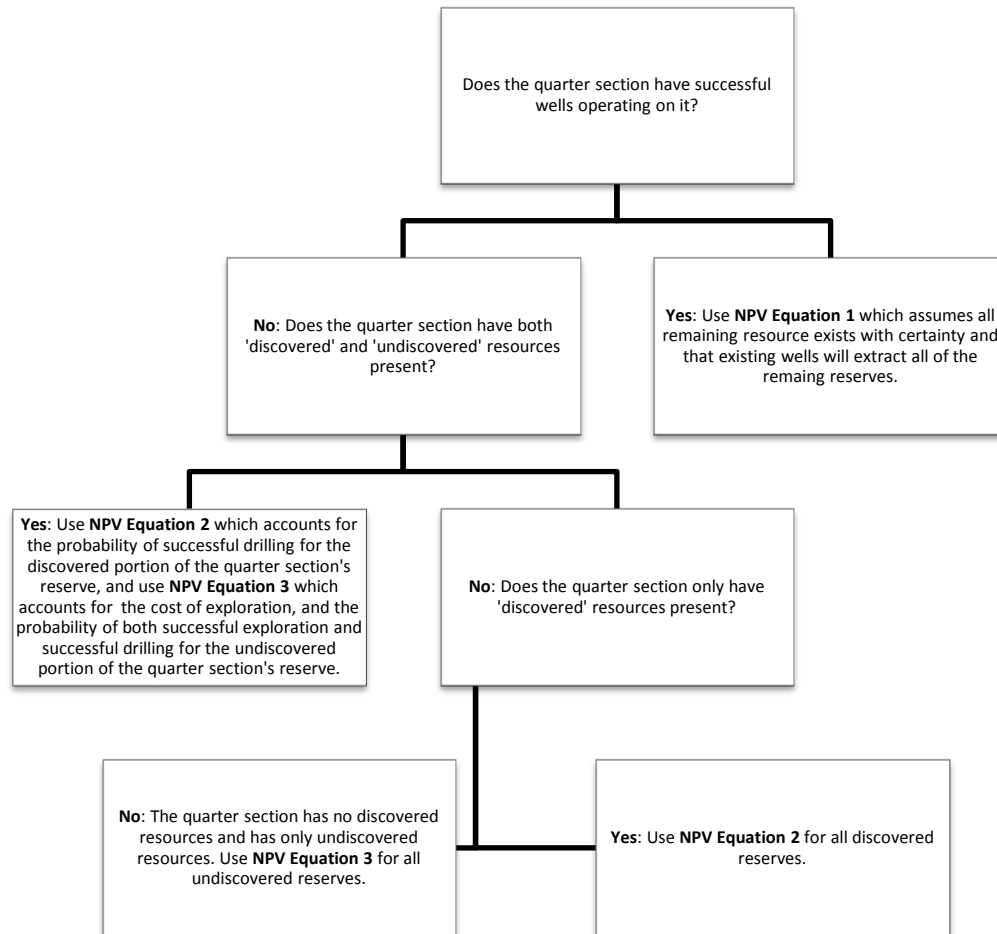 Does the quarter section have successful
wells operating on it?
No: Does the quarter section have both
'discovered' and 'undiscovered' resources
present?
Yes: Use NPV Equation 1 which assumes all
remaining resource exists with certainty and
that existing wells will extract all of the
remaing reserves.
Yes: Use NPV Equation 2 which accounts for
the probability of successful drilling for the
discovered portion of the quarter section's
reserve, and use NPV Equation 3 which
accounts for the cost of exploration, and the
probability of both successful exploration and
successful drilling for the undiscovered
portion of the quarter section's reserve.
No: Does the quarter section only have
'discovered' resources present?
No: The quarter section has no discovered
resources and has only undiscovered
resources. Use NPV Equation 3 for all
undiscovered reserves.
Yes: Use NPV Equation 2 for all discovered
reserves.